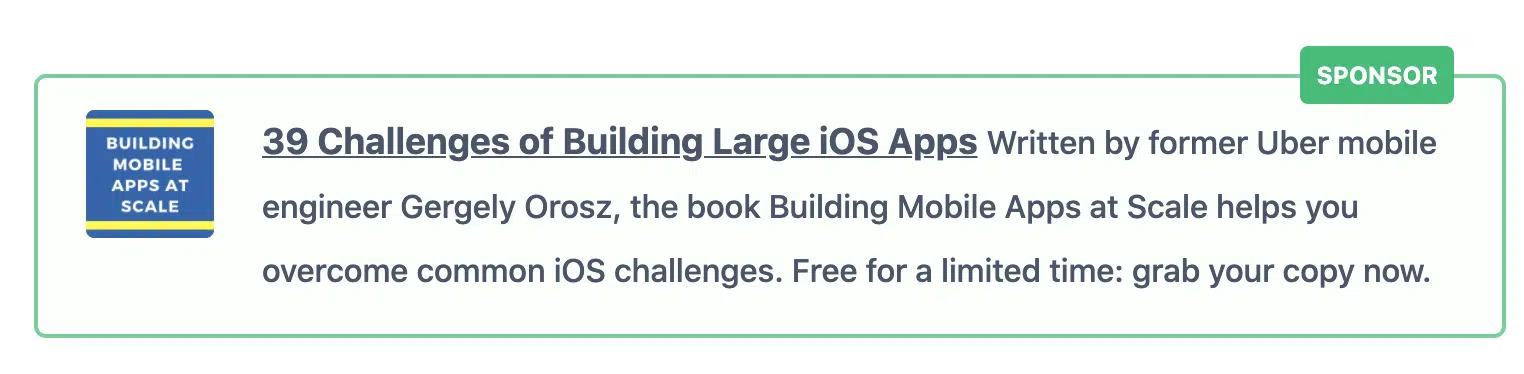 SPONSOR
BUILDING
MOBILE
APPS AT
SCALE
39 Challenges of Building Large iOS Apps Written by former Uber mobile
engineer Gergely Orosz, the book Building Mobile Apps at Scale helps you
overcome common iOS challenges. Free for a limited time: grab your copy now.